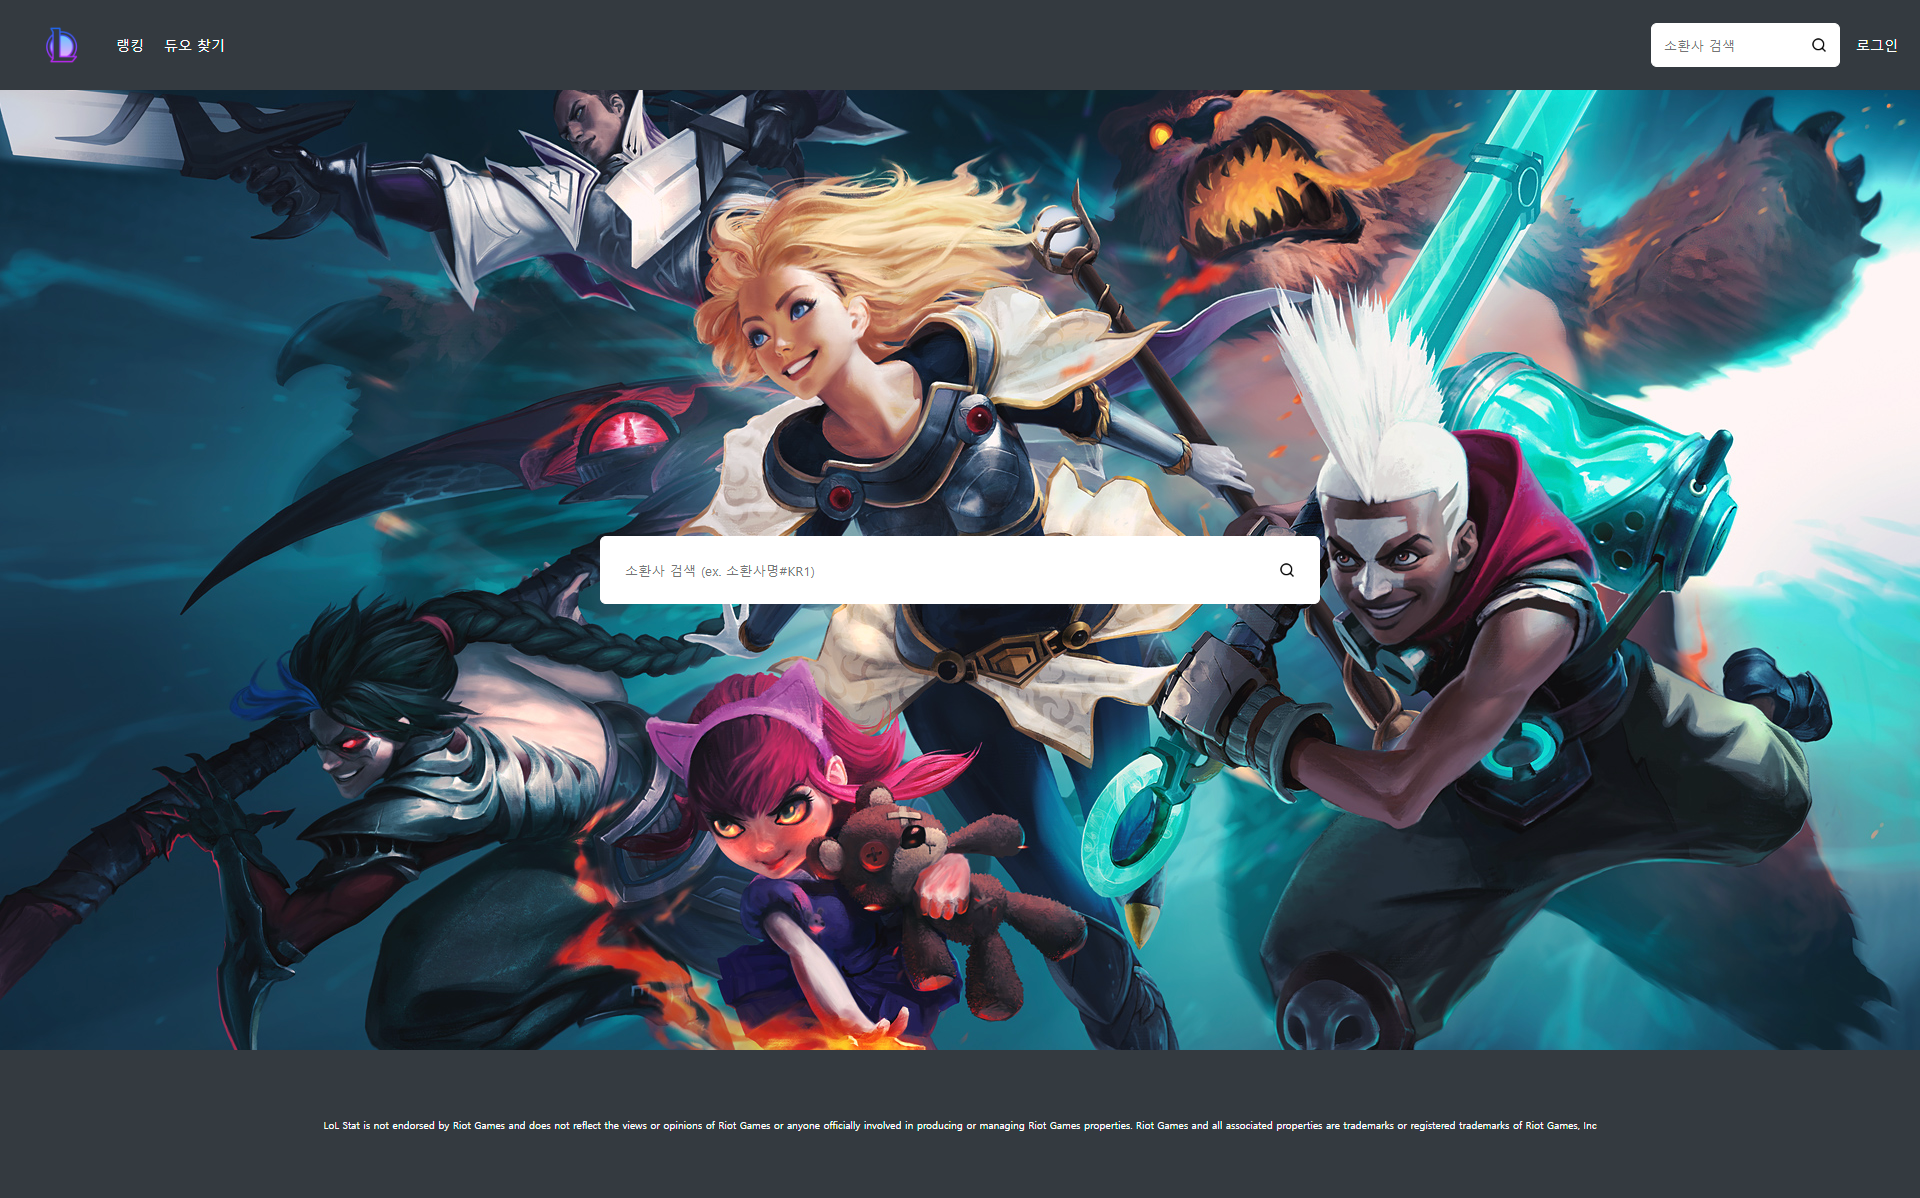 랭킹 듀오 찾기 소환사 검색 로그인
소환사 검색 (ex. 소환사명#KR1)
LoL Stat is not endorsed by Riot Games and does not reflect the views or opinions of Riot Games or anyone officially involved in producing or managing Riot Games properties. Riot Games and all associated properties are trademarks or registered trademarks of Riot Games, Inc